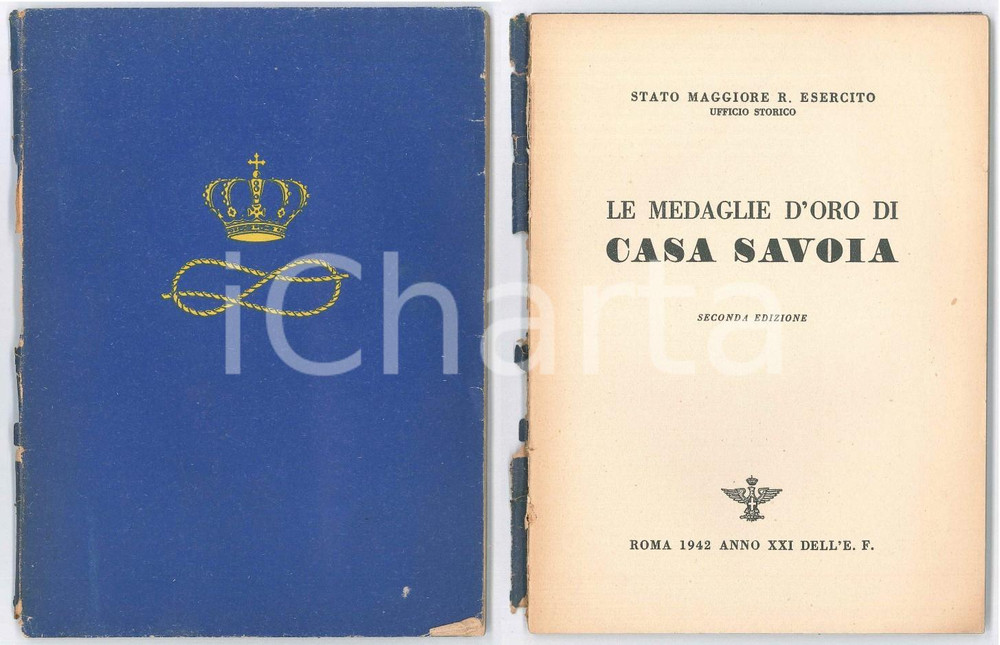 STATO MAGGIORE R. ESERCITO
UFFICIO STORICO
LE MEDAGLIE D'ORO DI
CASA SAVOIA
SECONDA EDIZIONE
iCharta
ROMA 1942 ANNO XXI DELL'E. F.